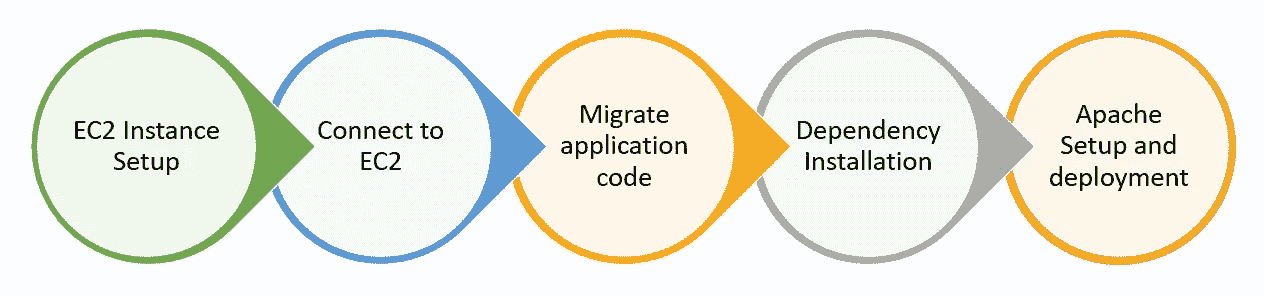 EC2 Instance
Setup
Connect to
EC2
Migrate
application
code
Dependency
Installation
Apache
Setup and
deployment